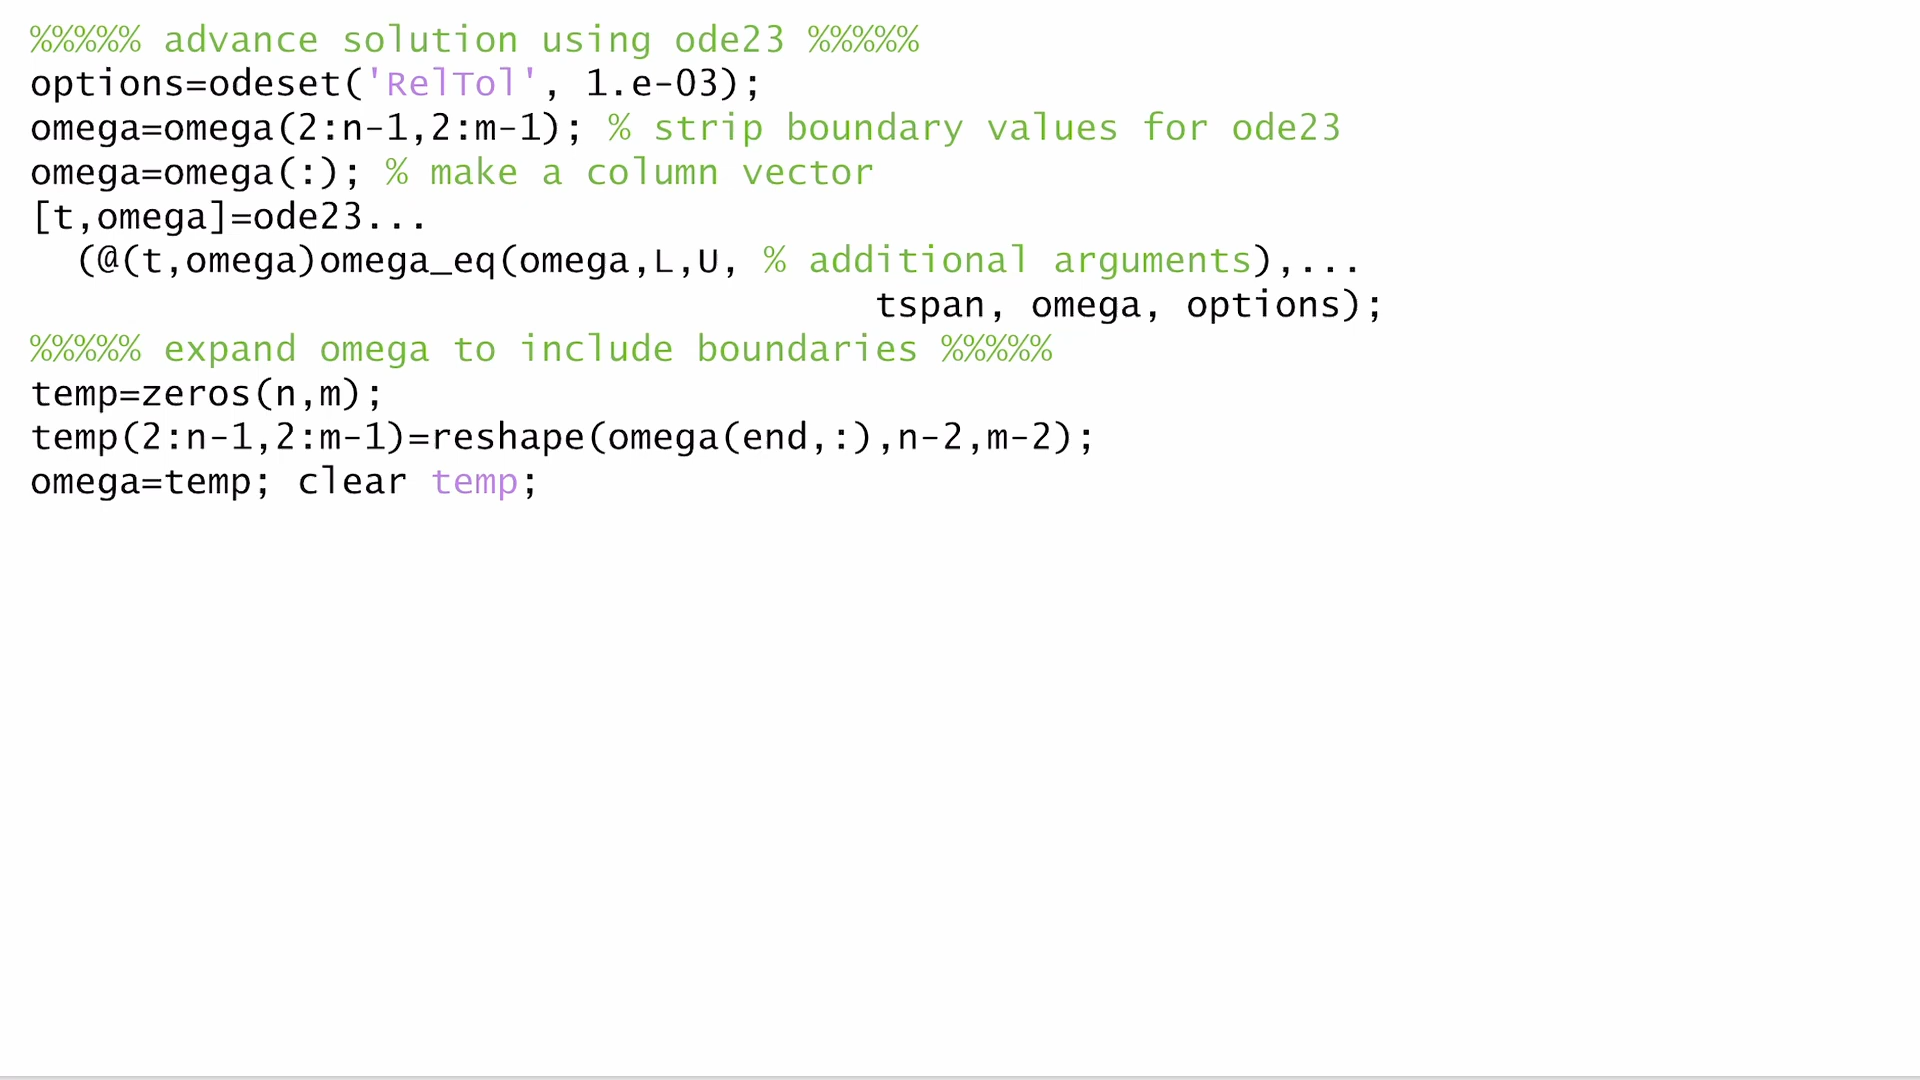 %%%%% advance solution using ode23 %%%%%
options=odeset('RelTol', 1.e-03);
omega=omega(2:n-1,2:m-1); % strip boundary values for ode23
omega=omega(:); % make a column vector
[t,omega]=ode23...
(@(t,omega)omega_eq(omega,L,U, % additional arguments),...
tspan, omega, options);
%%%%% expand omega to include boundaries %%%%%
temp=zeros(n,m);
temp(2:n-1,2:m-1)=reshape(omega(end,:),n-2,m-2);
omega=temp; clear temp;